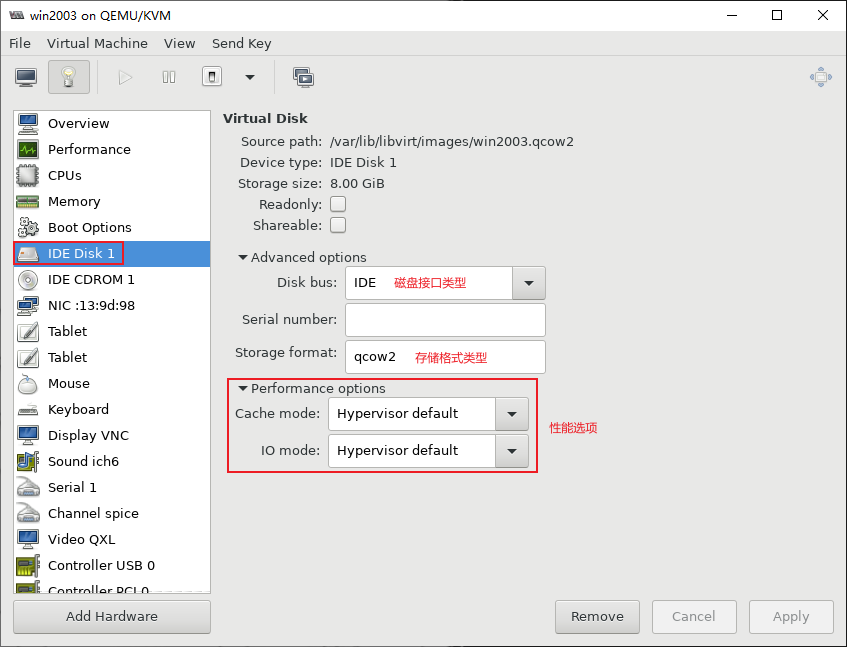 win2003 on QEMU/KVM
File Virtual Machine View Send Key
Overview
Performance
CPUs
Memory
Boot Options
IDE Disk 1
IDE CDROM 1
NIC :13:9d:98
Tablet
Tablet
Mouse
Keyboard
Display VNC
Sound ich6
Serial 1
Channel spice
Video QXL
Controller USB 0
Controller PCI 0
Add Hardware
Virtual Disk
Source path: /var/lib/libvirt/images/win2003.qcow2
Device type: IDE Disk 1
Storage size: 8.00 GiB
Readonly:
Shareable:
Advanced options
Disk bus: IDE 磁盘接口类型
Serial number:
Storage format: qcow2 存储格式类型
Performance options
Cache mode: Hypervisor default
性能选项
IO mode: Hypervisor default
Remove Cancel Apply